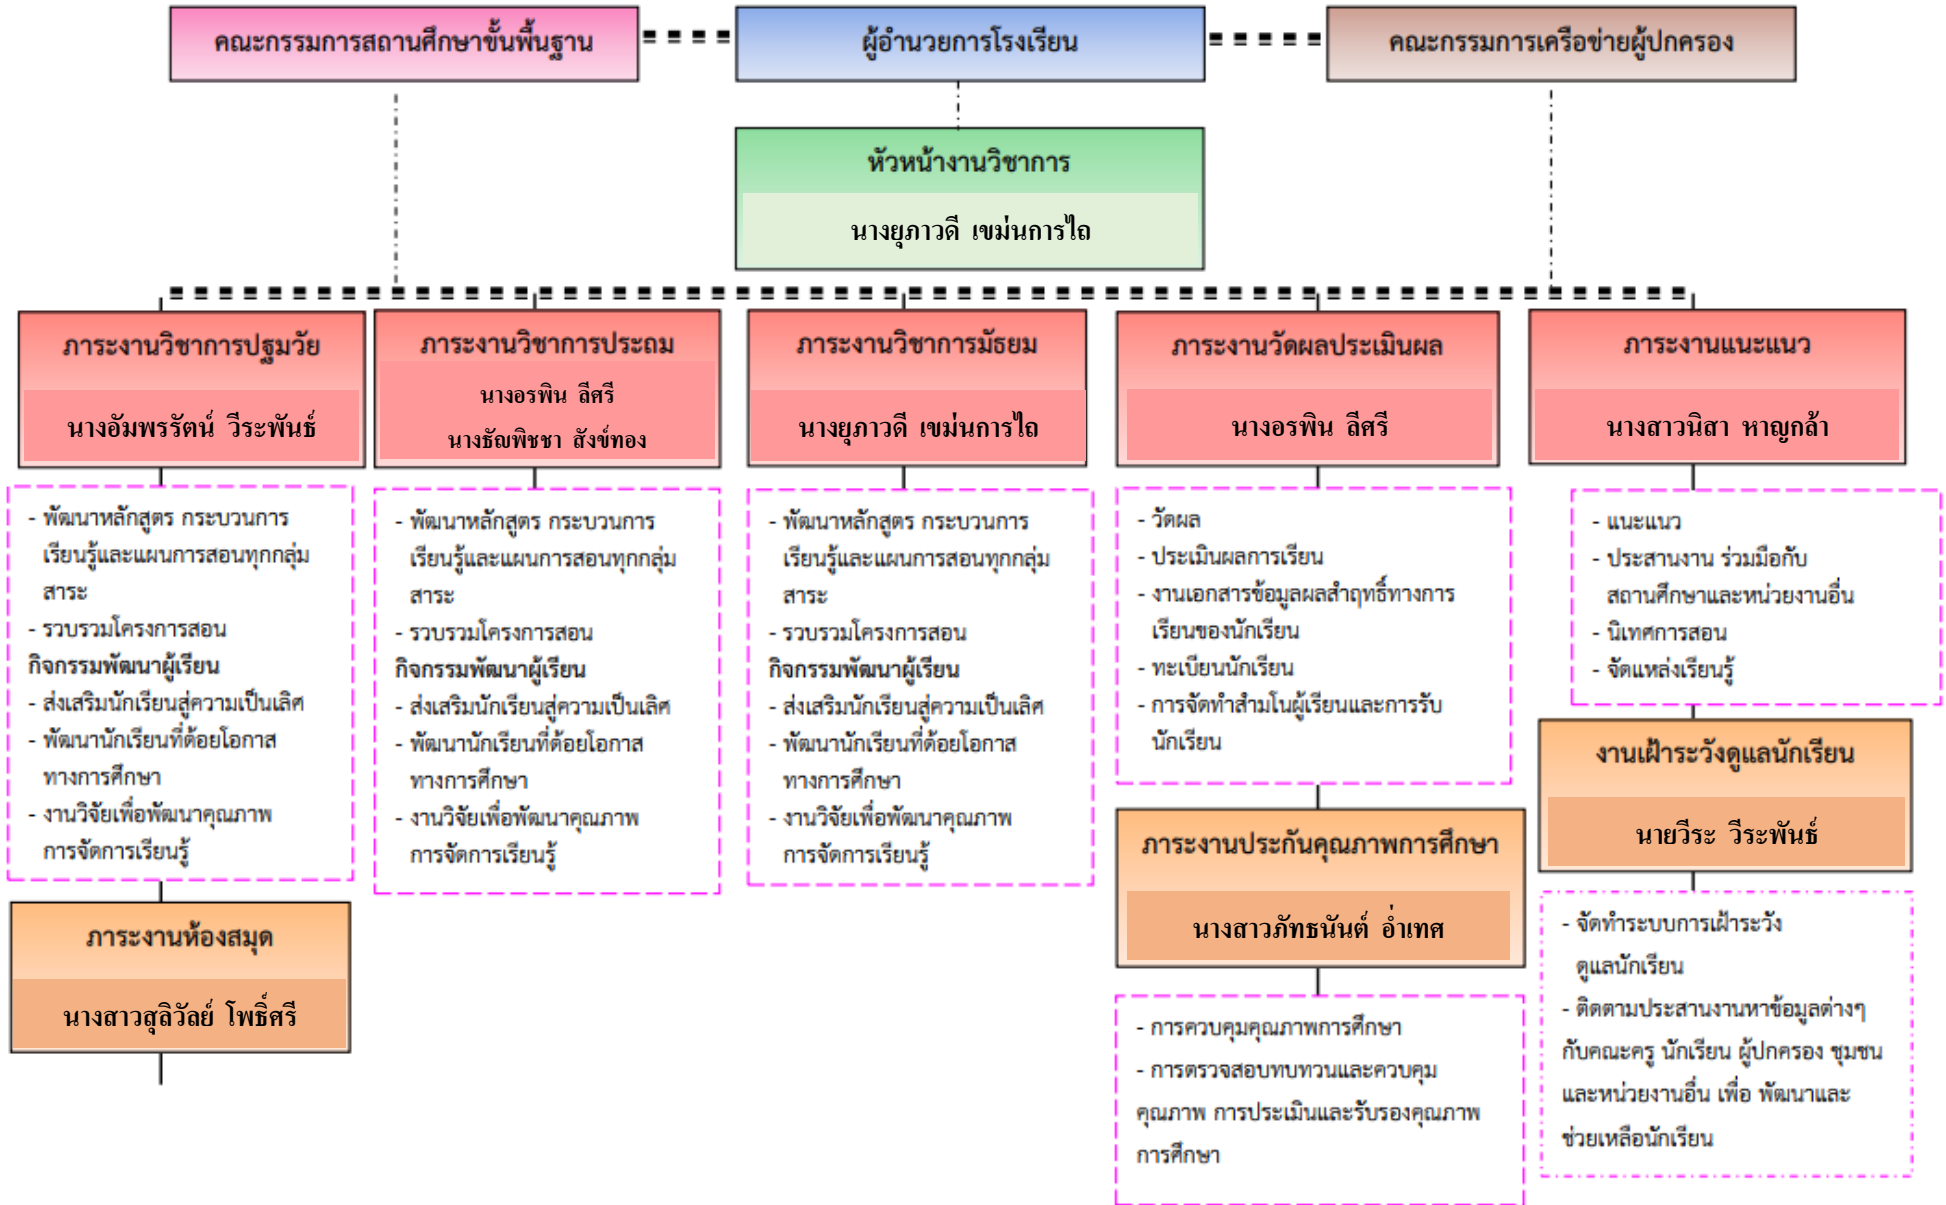 คณะกรรมการสถานศึกษาขั้นพื้นฐาน
ผู้อำนวยการโรงเรียน
คณะกรรมการเครือข่ายผู้ปกครอง
หัวหน้างานวิชาการ
นางยุภาวดี เขม่นการไถ
ภาระงานวิชาการปฐมวัย
นางอัมพรรัตน์ วีระพันธ์
- พัฒนาหลักสูตร กระบวนการ
เรียนรู้และแผนการสอนทุกกลุ่ม
สาระ
- รวบรวมโครงการสอน
กิจกรรมพัฒนาผู้เรียน
- ส่งเสริมนักเรียนสู่ความเป็นเลิศ
- พัฒนานักเรียนที่ด้อยโอกาส
ทางการศึกษา
- งานวิจัยเพื่อพัฒนาคุณภาพ
การจัดการเรียนรู้
ภาระงานห้องสมุด
นางสาวสุลิวัลย์ โพธิ์ศรี
ภาระงานวิชาการประถม
นางอรพิน ลีศรี
นางธัญพิชชา สังข์ทอง
- พัฒนาหลักสูตร กระบวนการ
เรียนรู้และแผนการสอนทุกกลุ่ม
สาระ
- รวบรวมโครงการสอน
กิจกรรมพัฒนาผู้เรียน
- ส่งเสริมนักเรียนสู่ความเป็นเลิศ
- พัฒนานักเรียนที่ด้อยโอกาส
ทางการศึกษา
- งานวิจัยเพื่อพัฒนาคุณภาพ
การจัดการเรียนรู้
ภาระงานวิชาการมัธยม
นางยุภาวดี เขม่นการไถ
- พัฒนาหลักสูตร กระบวนการ
เรียนรู้และแผนการสอนทุกกลุ่ม
สาระ
- รวบรวมโครงการสอน
กิจกรรมพัฒนาผู้เรียน
- ส่งเสริมนักเรียนสู่ความเป็นเลิศ
- พัฒนานักเรียนที่ด้อยโอกาส
ทางการศึกษา
- งานวิจัยเพื่อพัฒนาคุณภาพ
การจัดการเรียนรู้
ภาระงานวัดผลประเมินผล
นางอรพิน ลีศรี
- วัดผล
- ประเมินผลการเรียน
- งานเอกสารข้อมูลผลสำฤทธิ์ทางการ
เรียนของนักเรียน
- ทะเบียนนักเรียน
- การจัดทำสำมโนผู้เรียนและการรับ
นักเรียน
ภาระงานประกันคุณภาพการศึกษา
นางสาวภัทธนันต์ อ่ำเทศ
- การควบคุมคุณภาพการศึกษา
- การตรวจสอบทบทวนและควบคุม
คุณภาพ การประเมินและรับรองคุณภาพ
การศึกษา
ภาระงานแนะแนว
นางสาวนิสา หาญกล้า
- แนะแนว
- ประสานงาน ร่วมมือกับ
สถานศึกษาและหน่วยงานอื่น
- นิเทศการสอน
- จัดแหล่งเรียนรู้
งานเฝ้าระวังดูแลนักเรียน
นายวีระ วีระพันธ์
- จัดทำระบบการเฝ้าระวัง
ดูแลนักเรียน
- ติดตามประสานงานหาข้อมูลต่างๆ
กับคณะครู นักเรียน ผู้ปกครอง ชุมชน
และหน่วยงานอื่น เพื่อ พัฒนาและ
ช่วยเหลือนักเรียน